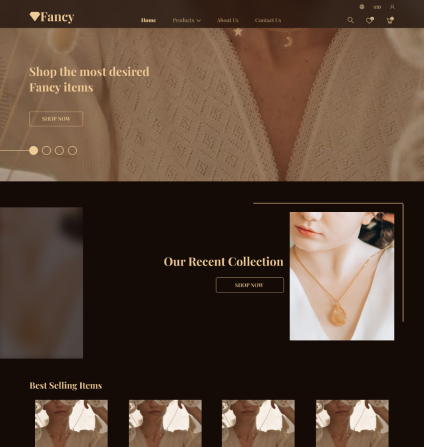 USD
Fancy
Home Products About Us Contact Us
Shop the most desired
Fancy items
SHOP NOW
Our Recent Collection
SHOP NOW
Best Selling Items